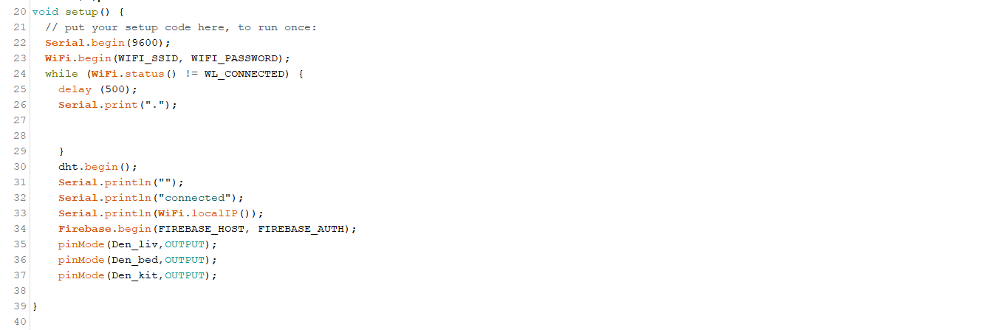 20 void setup() {
21   // put your setup code here, to run once:
22   Serial.begin(9600);
23   WiFi.begin(WIFI_SSID, WIFI_PASSWORD);
24   while (WiFi.status() != WL_CONNECTED) {
25     delay (500);
26     Serial.print(".");
27
28
29     }
30     dht.begin();
31     Serial.println("");
32     Serial.println("connected");
33     Serial.println(WiFi.localIP());
34     Firebase.begin(FIREBASE_HOST, FIREBASE_AUTH);
35     pinMode(Den_liv,OUTPUT);
36     pinMode(Den_bed,OUTPUT);
37     pinMode(Den_kit,OUTPUT);
38
39 }
40